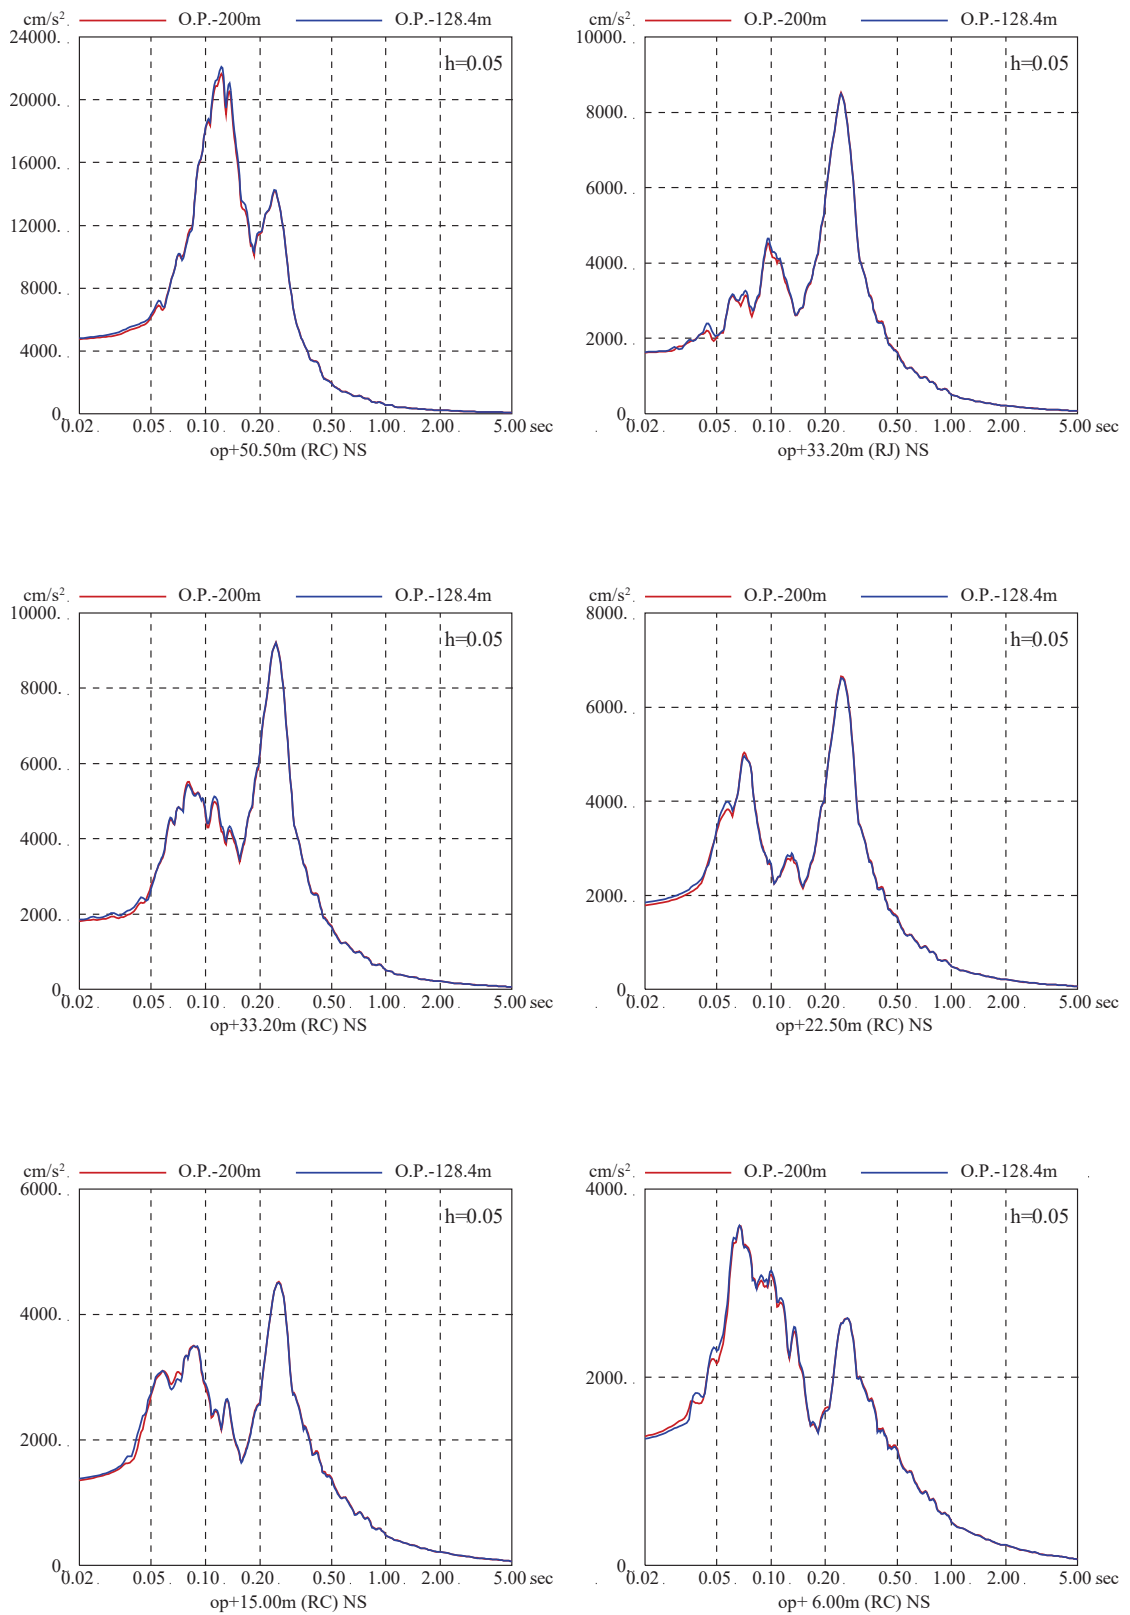 cm/s². O.P.-200m O.P.-128.4m
24000.
h=0.05
20000.
16000.
12000.
8000.
4000.
0.
0.02 0.05 0.10 0.20 0.50 1.00 2.00 5.00 sec
op+50.50m (RC) NS
cm/s². O.P.-200m O.P.-128.4m
10000.
h=0.05
8000.
6000.
4000.
2000.
0.
0.02 0.05 0.10 0.20 0.50 1.00 2.00 5.00 sec
op+33.20m (RJ) NS
cm/s². O.P.-200m O.P.-128.4m
10000.
h=0.05
8000.
6000.
4000.
2000.
0.
0.02 0.05 0.10 0.20 0.50 1.00 2.00 5.00 sec
op+33.20m (RC) NS
cm/s². O.P.-200m O.P.-128.4m
8000.
h=0.05
6000.
4000.
2000.
0.
0.02 0.05 0.10 0.20 0.50 1.00 2.00 5.00 sec
op+22.50m (RC) NS
cm/s². O.P.-200m O.P.-128.4m
6000.
h=0.05
4000.
2000.
0.
0.02 0.05 0.10 0.20 0.50 1.00 2.00 5.00 sec
op+15.00m (RC) NS
cm/s². O.P.-200m O.P.-128.4m
4000.
h=0.05
2000.
0.
0.02 0.05 0.10 0.20 0.50 1.00 2.00 5.00 sec
op+ 6.00m (RC) NS